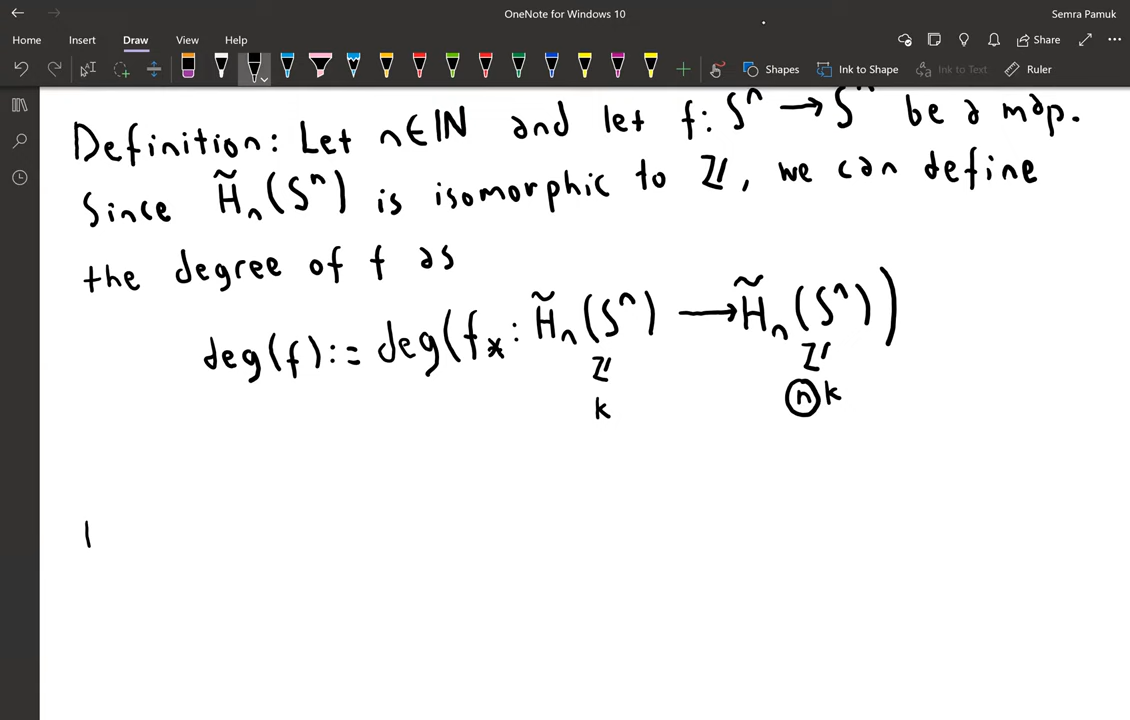 OneNote for Windows 10
Semra Pamuk
Home Insert Draw View Help
Share
Shapes Ink to Shape Ink to Text Ruler
Definition: Let n∈ℕ and let f: Sⁿ → Sⁿ be a map.
Since H̃ₙ(Sⁿ) is isomorphic to ℤ, we can define
the degree of f as
deg(f) := deg(f_* : H̃ₙ(Sⁿ) → H̃ₙ(Sⁿ))
ℤ ℤ
k n k